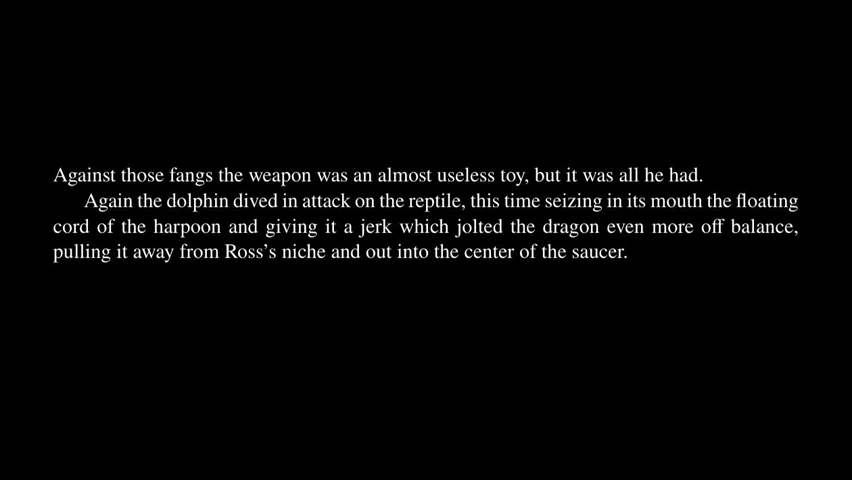 Against those fangs the weapon was an almost useless toy, but it was all he had.
Again the dolphin dived in attack on the reptile, this time seizing in its mouth the floating
cord of the harpoon and giving it a jerk which jolted the dragon even more off balance,
pulling it away from Ross’s niche and out into the center of the saucer.